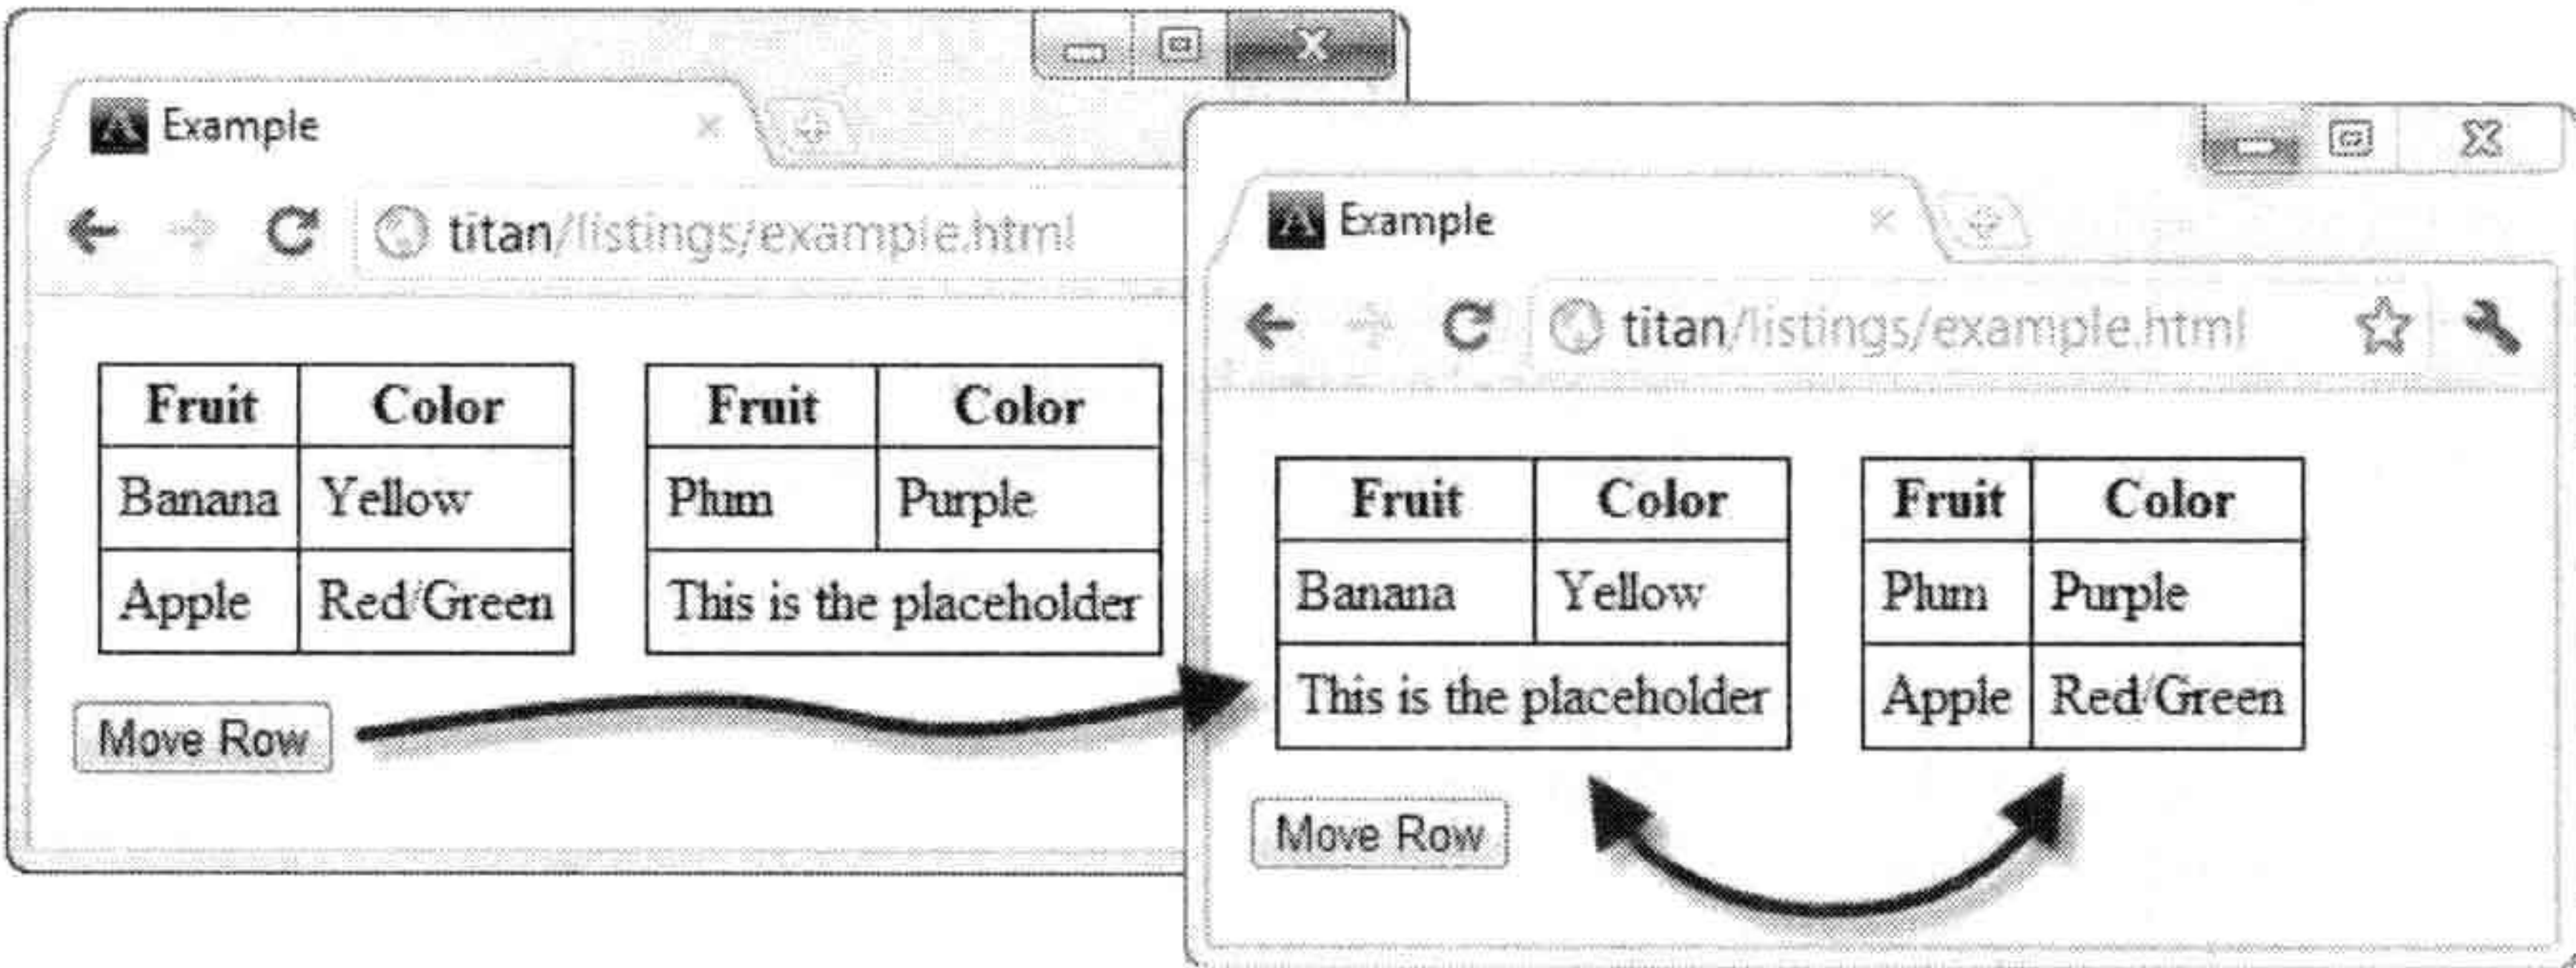 Example
titan/listings/example.html
Fruit Color
Banana Yellow
Apple Red/Green
Fruit Color
Plum Purple
This is the placeholder
Move Row
Example
titan/listings/example.html
Fruit Color
Banana Yellow
This is the placeholder
Fruit Color
Plum Purple
Apple Red/Green
Move Row